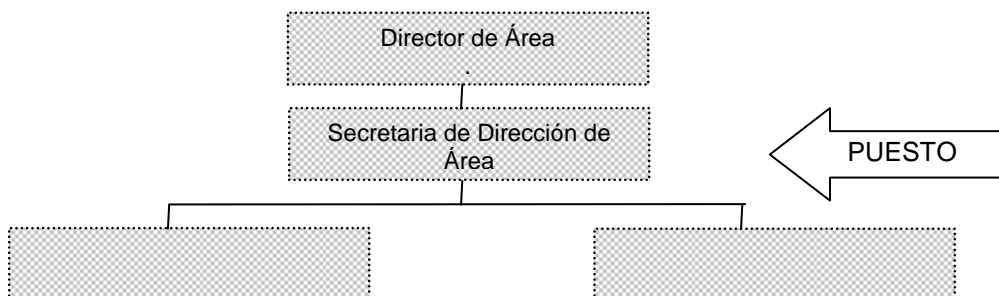 Director de Área
.
Secretaria de Dirección de
Área
PUESTO